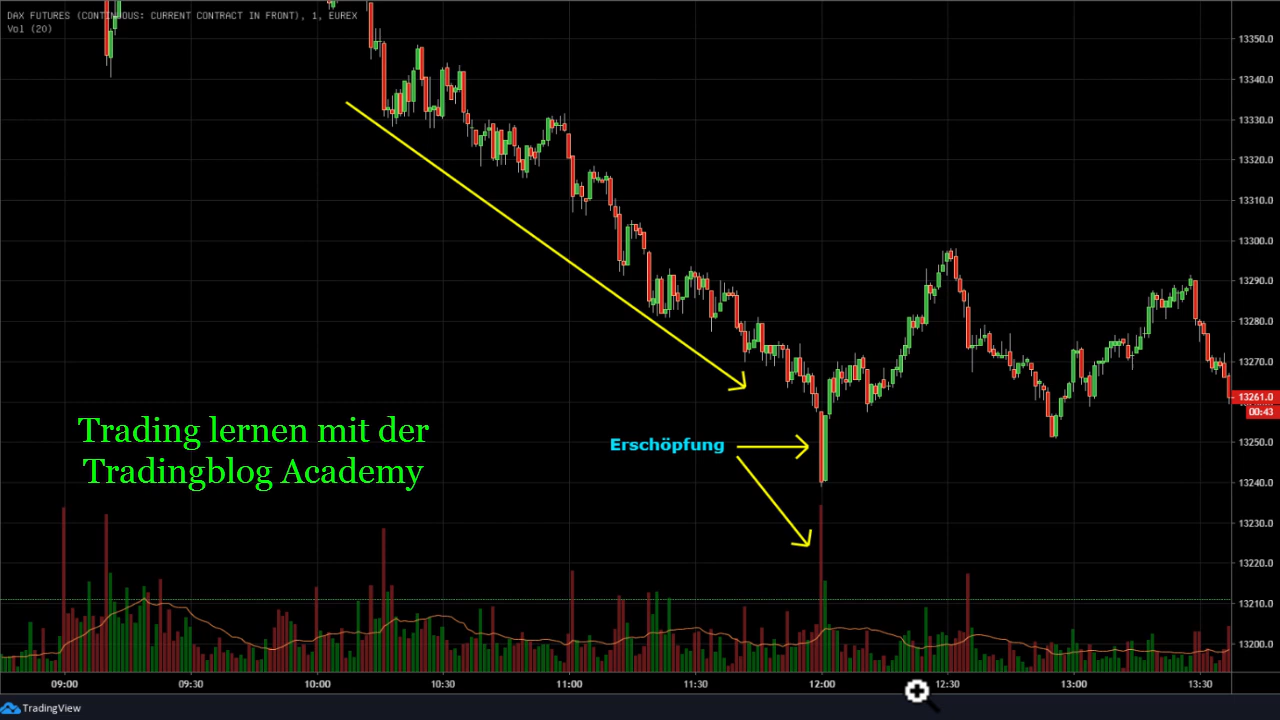 DAX FUTURES (CONTINUOUS: CURRENT CONTRACT IN FRONT), 1, EUREX
Vol (20)
13350.0
13340.0
13330.0
13320.0
13310.0
13300.0
13290.0
13280.0
13270.0
13261.0
00:43
13250.0
13240.0
13230.0
13220.0
13210.0
13200.0
Trading lernen mit der
Tradingblog Academy
Erschöpfung
09:00 09:30 10:00 10:30 11:00 11:30 12:00 12:30 13:00 13:30
TradingView